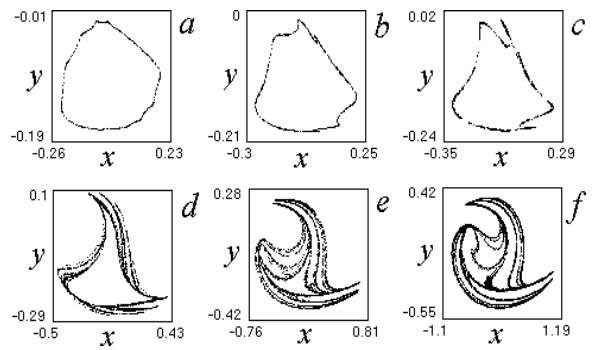 -0.01 a 0 b 0.02 c
y y y
-0.19 -0.21 -0.24
-0.26 x 0.23 -0.3 x 0.25 -0.35 x 0.29
0.1 d 0.28 e 0.42 f
y y y
-0.29 -0.42 -0.55
-0.5 x 0.43 -0.76 x 0.81 -1.1 x 1.19